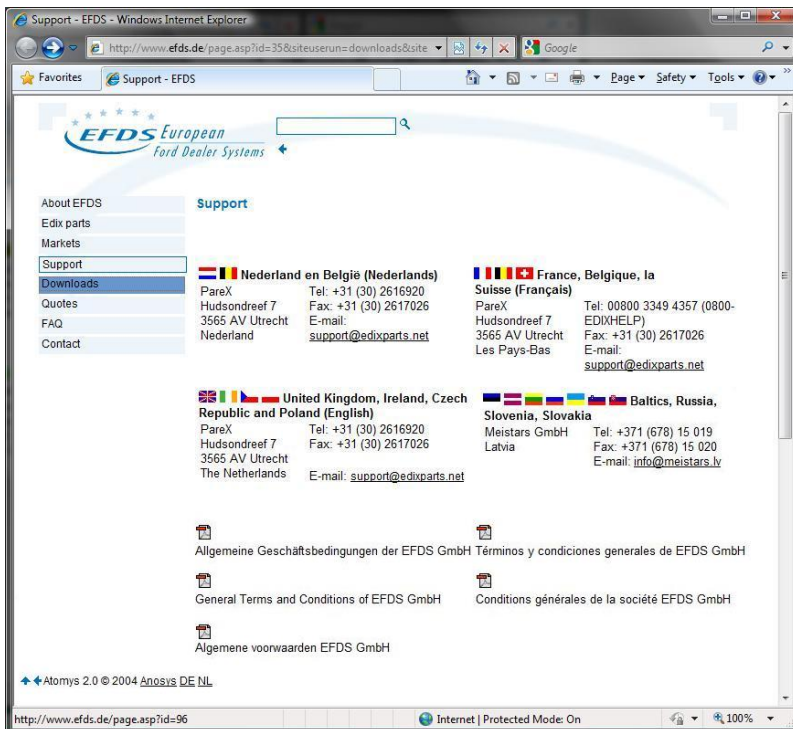 Support - EFDS - Windows Internet Explorer
http://www.efds.de/page.asp?id=35&siteuserun=downloads&site
Google
Favorites
Support - EFDS
Page
Safety
Tools
EFDS European
Ford Dealer Systems
About EFDS
Edix parts
Markets
Support
Downloads
Quotes
FAQ
Contact
Support
Nederland en België (Nederlands)
PareX Tel: +31 (30) 2616920
Hudsondreef 7 Fax: +31 (30) 2617026
3565 AV Utrecht E-mail:
Nederland support@edixparts.net
France, Belgique, la
Suisse (Français)
PareX Tel: 00800 3349 4357 (0800-
Hudsondreef 7 EDIXHELP)
3565 AV Utrecht Fax: +31 (30) 2617026
Les Pays-Bas E-mail:
support@edixparts.net
United Kingdom, Ireland, Czech
Republic and Poland (English)
PareX Tel: +31 (30) 2616920
Hudsondreef 7 Fax: +31 (30) 2617026
3565 AV Utrecht
The Netherlands E-mail: support@edixparts.net
Baltics, Russia,
Slovenia, Slovakia
Meistars GmbH Tel: +371 (678) 15 019
Latvia Fax: +371 (678) 15 020
E-mail: info@meistars.lv
Allgemeine Geschäftsbedingungen der EFDS GmbH Términos y condiciones generales de EFDS GmbH
General Terms and Conditions of EFDS GmbH Conditions générales de la société EFDS GmbH
Algemene voorwaarden EFDS GmbH
Atomys 2.0 © 2004 Anosys DE NL
http://www.efds.de/page.asp?id=96 Internet | Protected Mode: On 100%